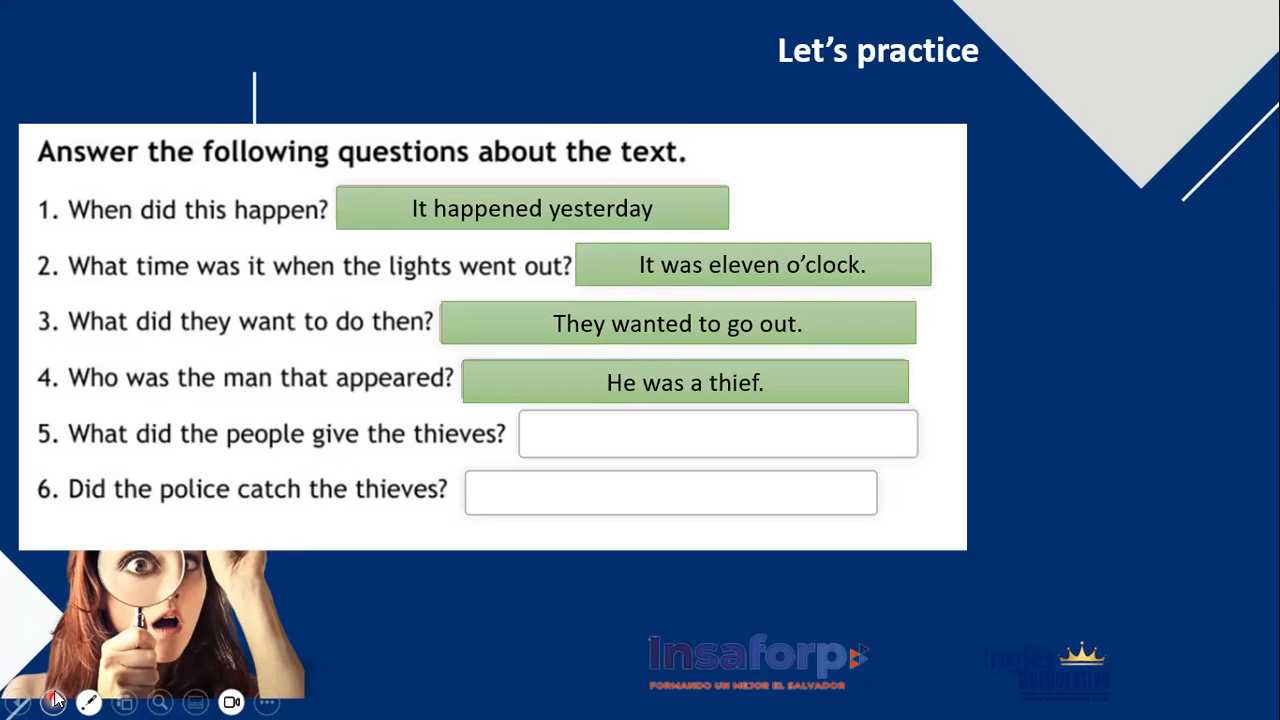 Let's practice
Answer the following questions about the text.
1. When did this happen? It happened yesterday
2. What time was it when the lights went out? It was eleven o'clock.
3. What did they want to do then? They wanted to go out.
4. Who was the man that appeared? He was a thief.
5. What did the people give the thieves?
6. Did the police catch the thieves?
Insaforp
FORMANDO UN MEJOR EL SALVADOR
Inglés
corporativo